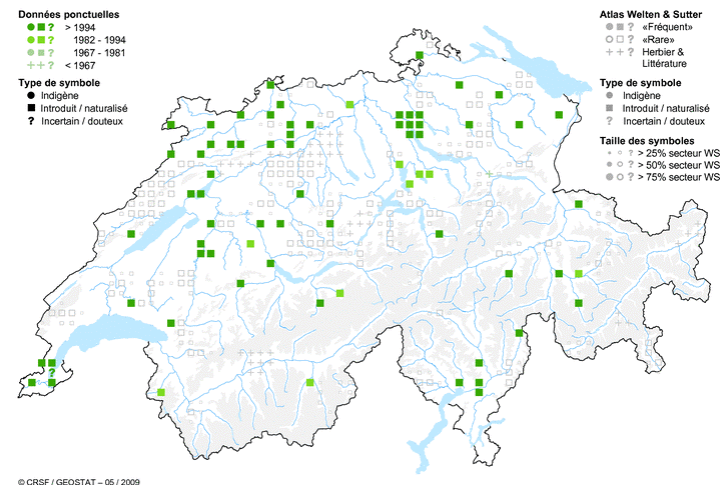 Données ponctuelles
> 1994
1982 - 1994
? 1967 - 1981
< 1967
Type de symbole
Indigène
Introduit / naturalisé
? Incertain / douteux
Atlas Welten & Sutter
? «Fréquent»
? «Rare»
Herbier &
Littérature
Type de symbole
Indigène
Introduit / naturalisé
? Incertain / douteux
Taille des symboles
? > 25% secteur WS
? > 50% secteur WS
? > 75% secteur WS
?
© CRSF / GEOSTAT – 05 / 2009